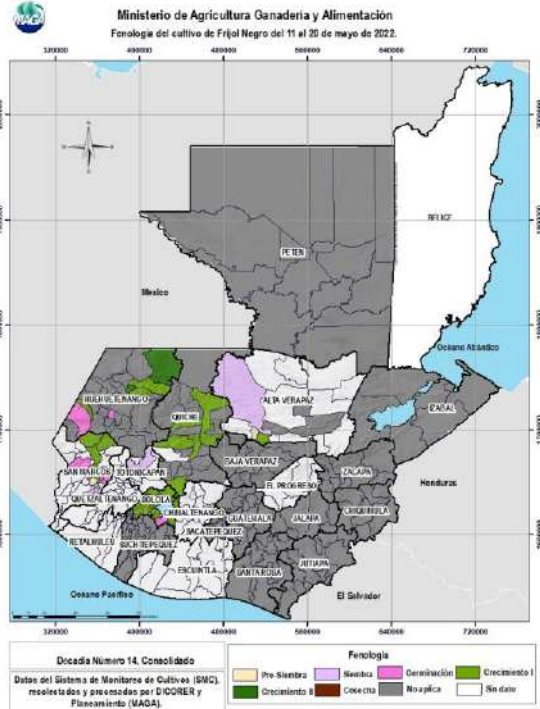 MAGA
Ministerio de Agricultura Ganadería y Alimentación
Fenología del cultivo de Frijol Negro del 11 al 20 de mayo de 2022.
320000 400000 480000 560000 640000 720000
BELICE
PETEN
Mexico
Océano Atlántico
HUEHUETENANGO
QUICHE
ALTA VERAPAZ
IZABAL
SAN MARCOS
TOTONICAPAN
BAJA VERAPAZ
ZACAPA
EL PROGRESO
Honduras
QUETZALTENANGO
SOLOLA
CHIMALTENANGO
GUATEMALA
JALAPA
CHIQUIMULA
SACATEPEQUEZ
RETALHULEU
SUCHITEPEQUEZ
ESCUINTLA
SANTA ROSA
JUTIAPA
Oceano Pacífico
El Salvador
320000 400000 480000 560000 640000 720000
Decadia Número 14, Consolidado
Datos del Sistema de Monitoreo de Cultivos (SMC),
recolectados y procesados por DICORER y
Planeamiento (MAGA).
Fenología
Pre-Siembra Siembra Germinación Crecimiento I
Crecimiento II Cosecha No aplica Sin dato